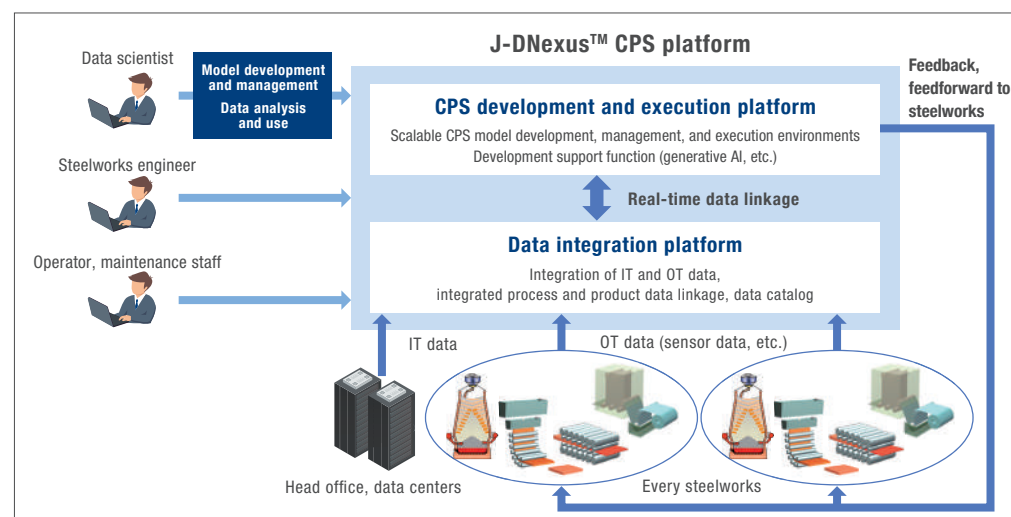 J-DNexus™ CPS platform
Data scientist
Model development
and management
Data analysis
and use
Feedback,
feedforward to
steelworks
CPS development and execution platform
Scalable CPS model development, management, and execution environments
Development support function (generative AI, etc.)
Steelworks engineer
Real-time data linkage
Data integration platform
Operator, maintenance staff
Integration of IT and OT data,
integrated process and product data linkage, data catalog
IT data
OT data (sensor data, etc.)
Head office, data centers
Every steelworks